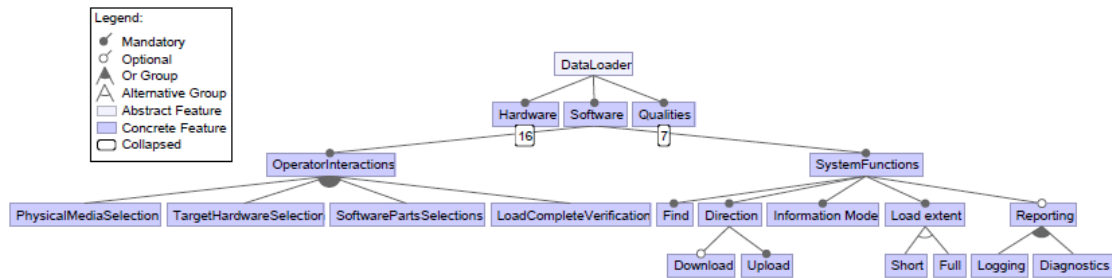 Legend:
Mandatory
Optional
Or Group
Alternative Group
Abstract Feature
Concrete Feature
Collapsed
DataLoader
Hardware Software Qualities
16 7
OperatorInteractions SystemFunctions
PhysicalMediaSelection TargetHardwareSelection SoftwarePartsSelections LoadCompleteVerification Find Direction Information Mode Load extent Reporting
Download Upload Short Full Logging Diagnostics